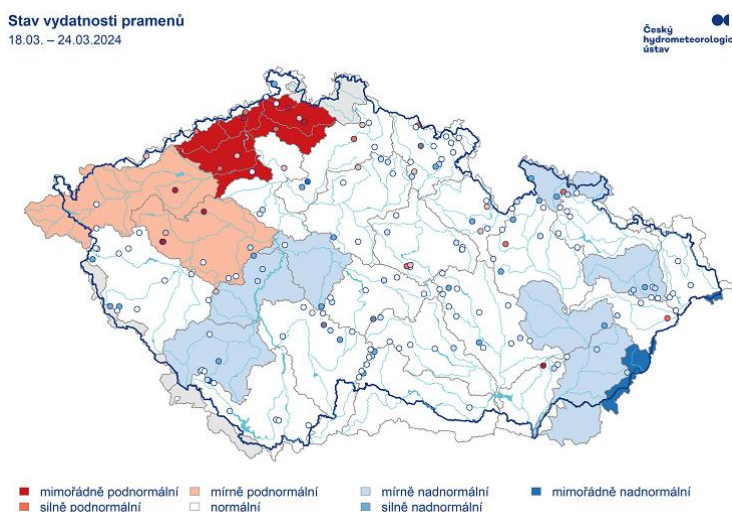 Stav vydatnosti pramenů
18.03. – 24.03.2024
Český
hydrometeorologic
ústav
mimořádně podnormální
mírně podnormální
mírně nadnormální
mimořádně nadnormální
silně podnormální
normální
silně nadnormální